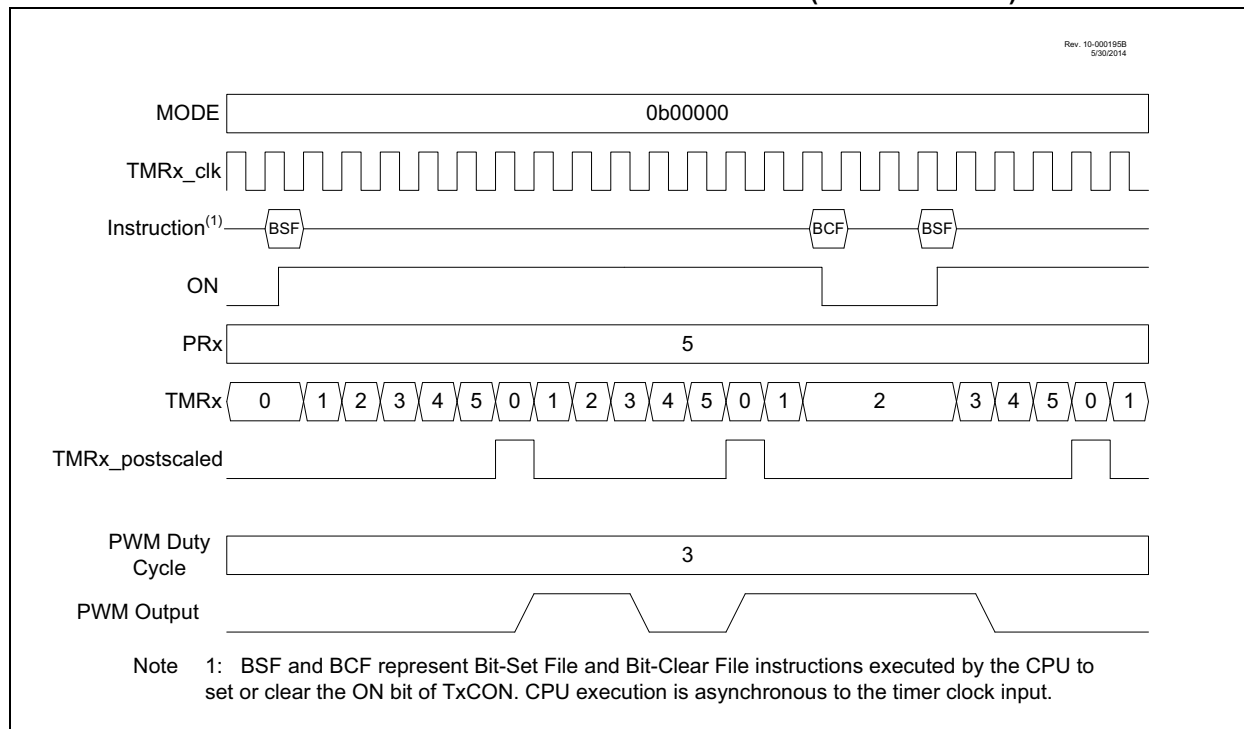 Rev. 10-000195B
5/30/2014
MODE 0b00000
TMRx_clk
Instruction(1) BSF BCF BSF
ON
PRx 5
TMRx 0 1 2 3 4 5 0 1 2 3 4 5 0 1 2 3 4 5 0 1
TMRx_postscaled
PWM Duty
Cycle
3
PWM Output
Note 1: BSF and BCF represent Bit-Set File and Bit-Clear File instructions executed by the CPU to
set or clear the ON bit of TxCON. CPU execution is asynchronous to the timer clock input.